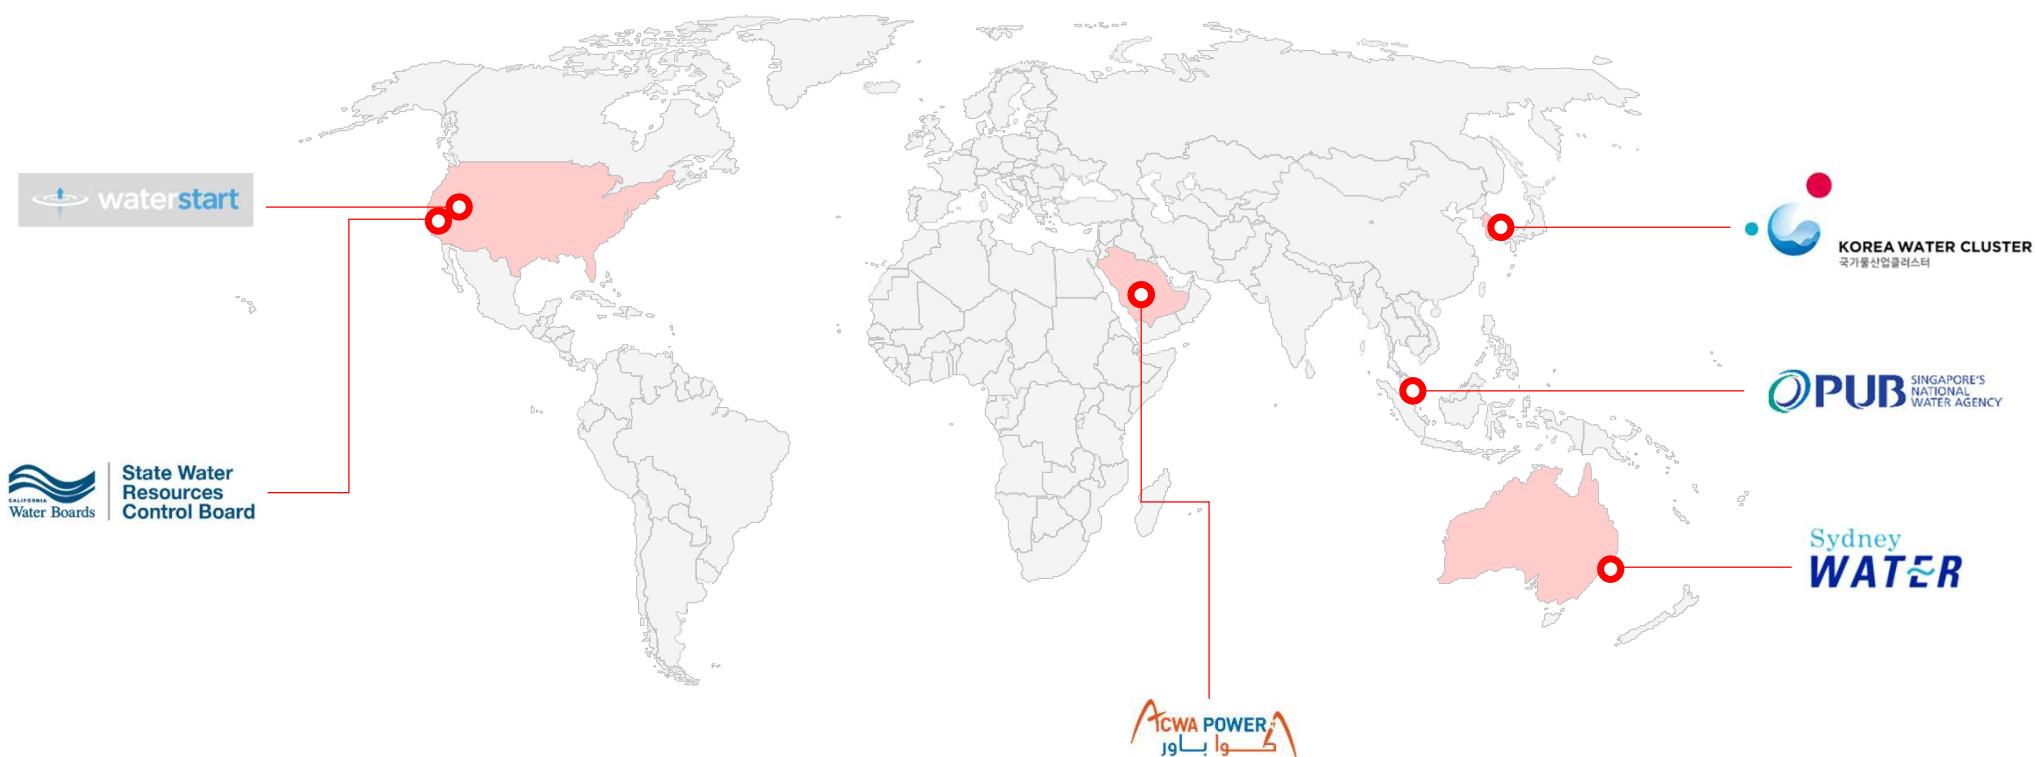 waterstart
CALIFORNIA
Water Boards
State Water
Resources
Control Board
KOREA WATER CLUSTER
국가물산업클러스터
PUB
SINGAPORE'S
NATIONAL
WATER AGENCY
Sydney
WATER
ACWA POWER
أكوا باور